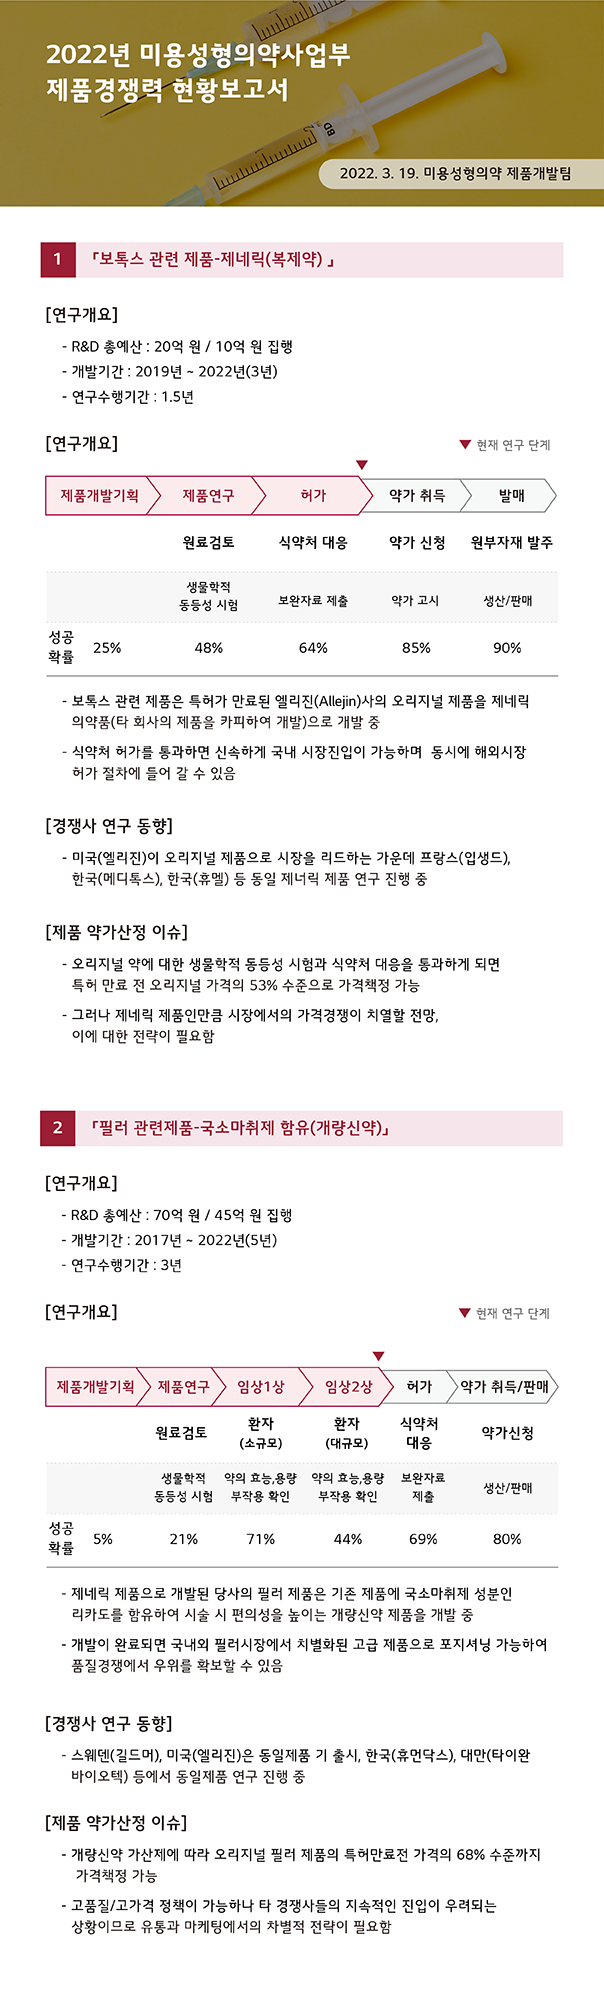 2022년 미용성형의약사업부
제품경쟁력 현황보고서
BD
2022. 3. 19. 미용성형의약 제품개발팀
1 「보톡스 관련 제품-제네릭(복제약) 」
[연구개요]
- R&D 총예산 : 20억 원 / 10억 원 집행
- 개발기간 : 2019년 ~ 2022년(3년)
- 연구수행기간 : 1.5년
[연구개요] ▼ 현재 연구 단계
▼
제품개발기획 제품연구 허가 약가 취득 발매
원료검토 식약처 대응 약가 신청 원부자재 발주
생물학적
동등성 시험 보완자료 제출 약가 고시 생산/판매
성공
확률 25% 48% 64% 85% 90%
- 보톡스 관련 제품은 특허가 만료된 엘리진(Allejin)사의 오리지널 제품을 제네릭
의약품(타 회사의 제품을 카피하여 개발)으로 개발 중
- 식약처 허가를 통과하면 신속하게 국내 시장진입이 가능하며 동시에 해외시장
허가 절차에 들어 갈 수 있음
[경쟁사 연구 동향]
- 미국(엘리진)이 오리지널 제품으로 시장을 리드하는 가운데 프랑스(입생드),
한국(메디톡스), 한국(휴멜) 등 동일 제너릭 제품 연구 진행 중
[제품 약가산정 이슈]
- 오리지널 약에 대한 생물학적 동등성 시험과 식약처 대응을 통과하게 되면
특허 만료 전 오리지널 가격의 53% 수준으로 가격책정 가능
- 그러나 제네릭 제품인만큼 시장에서의 가격경쟁이 치열할 전망,
이에 대한 전략이 필요함
2 「필러 관련제품-국소마취제 함유(개량신약)」
[연구개요]
- R&D 총예산 : 70억 원 / 45억 원 집행
- 개발기간 : 2017년 ~ 2022년(5년)
- 연구수행기간 : 3년
[연구개요] ▼ 현재 연구 단계
▼
제품개발기획 제품연구 임상1상 임상2상 허가 약가 취득/판매
원료검토 환자 환자 식약처 약가신청
(소규모) (대규모) 대응
생물학적 약의 효능,용량 약의 효능,용량 보완자료 생산/판매
동등성 시험 부작용 확인 부작용 확인 제출
성공
확률 5% 21% 71% 44% 69% 80%
- 제네릭 제품으로 개발된 당사의 필러 제품은 기존 제품에 국소마취제 성분인
리카도를 함유하여 시술 시 편의성을 높이는 개량신약 제품을 개발 중
- 개발이 완료되면 국내외 필러시장에서 치별화된 고급 제품으로 포지셔닝 가능하여
품질경쟁에서 우위를 확보할 수 있음
[경쟁사 연구 동향]
- 스웨덴(길드머), 미국(엘리진)은 동일제품 기 출시, 한국(휴먼닥스), 대만(타이완
바이오텍) 등에서 동일제품 연구 진행 중
[제품 약가산정 이슈]
- 개량신약 가산제에 따라 오리지널 필러 제품의 특허만료전 가격의 68% 수준까지
가격책정 가능
- 고품질/고가격 정책이 가능하나 타 경쟁사들의 지속적인 진입이 우려되는
상황이므로 유통과 마케팅에서의 차별적 전략이 필요함